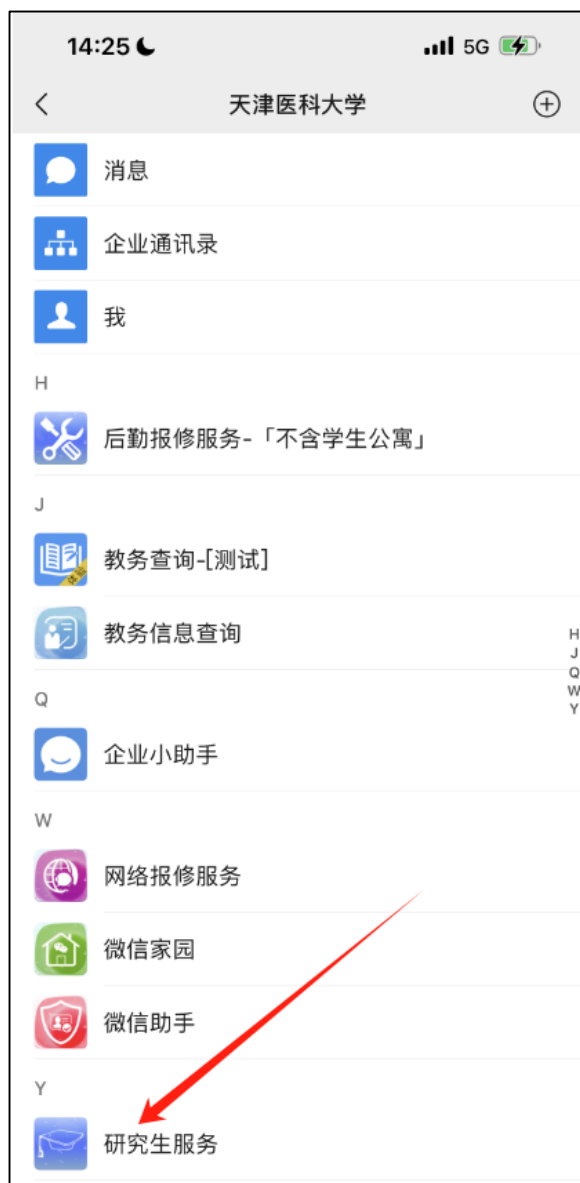 14:25
5G
天津医科大学
消息
企业通讯录
我
H
后勤报修服务-「不含学生公寓」
J
体验
教务查询-[测试]
教务信息查询
H
J
Q
W
Y
Q
企业小助手
W
网络报修服务
微信家园
微信助手
Y
研究生服务